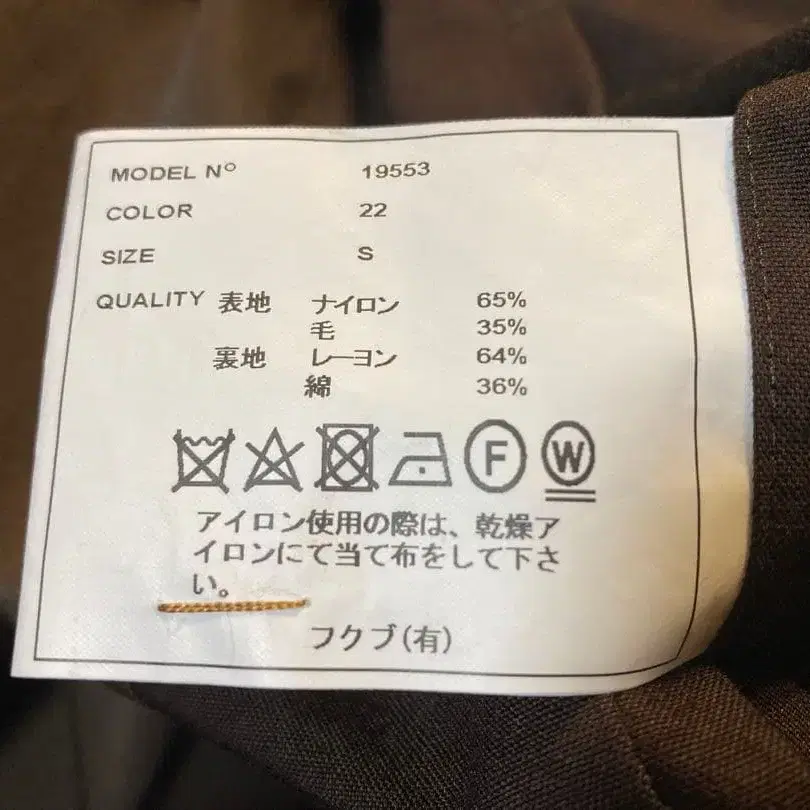 MODEL Nº 19553
COLOR 22
SIZE S
QUALITY 表地 ナイロン 65%
毛 35%
裏地 レーヨン 64%
綿 36%
F W
アイロン使用の際は、乾燥ア
イロンにて当て布をして下さ
い。
フクブ(有)